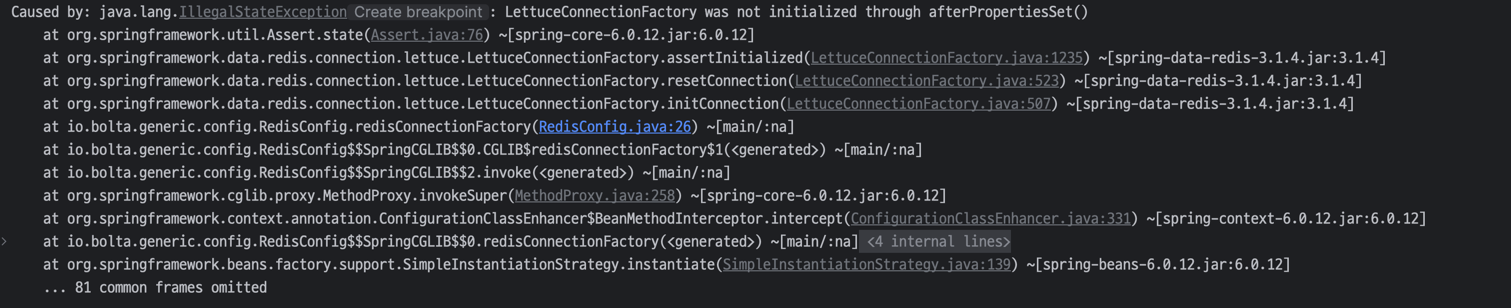 Caused by: java.lang.IllegalStateException Create breakpoint : LettuceConnectionFactory was not initialized through afterPropertiesSet()
at org.springframework.util.Assert.state(Assert.java:76) ~[spring-core-6.0.12.jar:6.0.12]
at org.springframework.data.redis.connection.lettuce.LettuceConnectionFactory.assertInitialized(LettuceConnectionFactory.java:1235) ~[spring-data-redis-3.1.4.jar:3.1.4]
at org.springframework.data.redis.connection.lettuce.LettuceConnectionFactory.resetConnection(LettuceConnectionFactory.java:523) ~[spring-data-redis-3.1.4.jar:3.1.4]
at org.springframework.data.redis.connection.lettuce.LettuceConnectionFactory.initConnection(LettuceConnectionFactory.java:507) ~[spring-data-redis-3.1.4.jar:3.1.4]
at io.bolta.generic.config.RedisConfig.redisConnectionFactory(RedisConfig.java:26) ~[main/:na]
at io.bolta.generic.config.RedisConfig$$SpringCGLIB$$0.CGLIB$redisConnectionFactory$1(<generated>) ~[main/:na]
at io.bolta.generic.config.RedisConfig$$SpringCGLIB$$2.invoke(<generated>) ~[main/:na]
at org.springframework.cglib.proxy.MethodProxy.invokeSuper(MethodProxy.java:258) ~[spring-core-6.0.12.jar:6.0.12]
at org.springframework.context.annotation.ConfigurationClassEnhancer$BeanMethodInterceptor.intercept(ConfigurationClassEnhancer.java:331) ~[spring-context-6.0.12.jar:6.0.12]
at io.bolta.generic.config.RedisConfig$$SpringCGLIB$$0.redisConnectionFactory(<generated>) ~[main/:na] <4 internal lines>
at org.springframework.beans.factory.support.SimpleInstantiationStrategy.instantiate(SimpleInstantiationStrategy.java:139) ~[spring-beans-6.0.12.jar:6.0.12]
... 81 common frames omitted